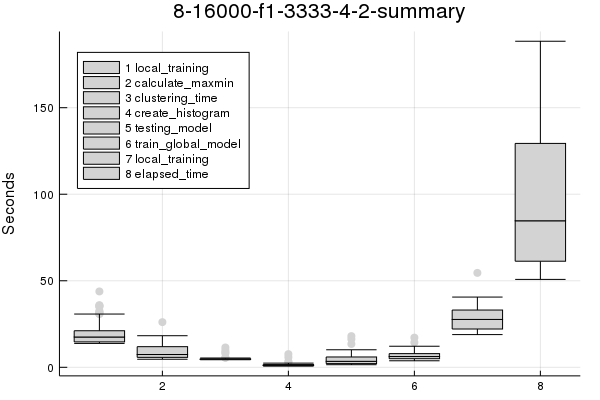 8-16000-f1-3333-4-2-summary
Seconds
150
100
50
0
1 local_training
2 calculate_maxmin
3 clustering_time
4 create_histogram
5 testing_model
6 train_global_model
7 local_training
8 elapsed_time
2
4
6
8